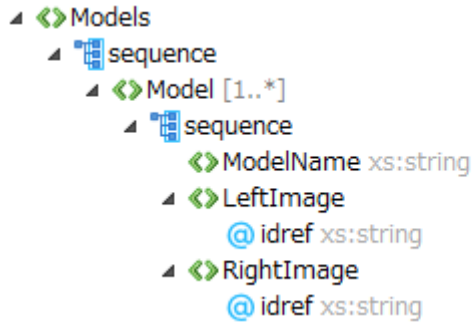 Models
sequence
Model [1..*]
sequence
ModelName xs:string
LeftImage
@ idref xs:string
RightImage
@ idref xs:string